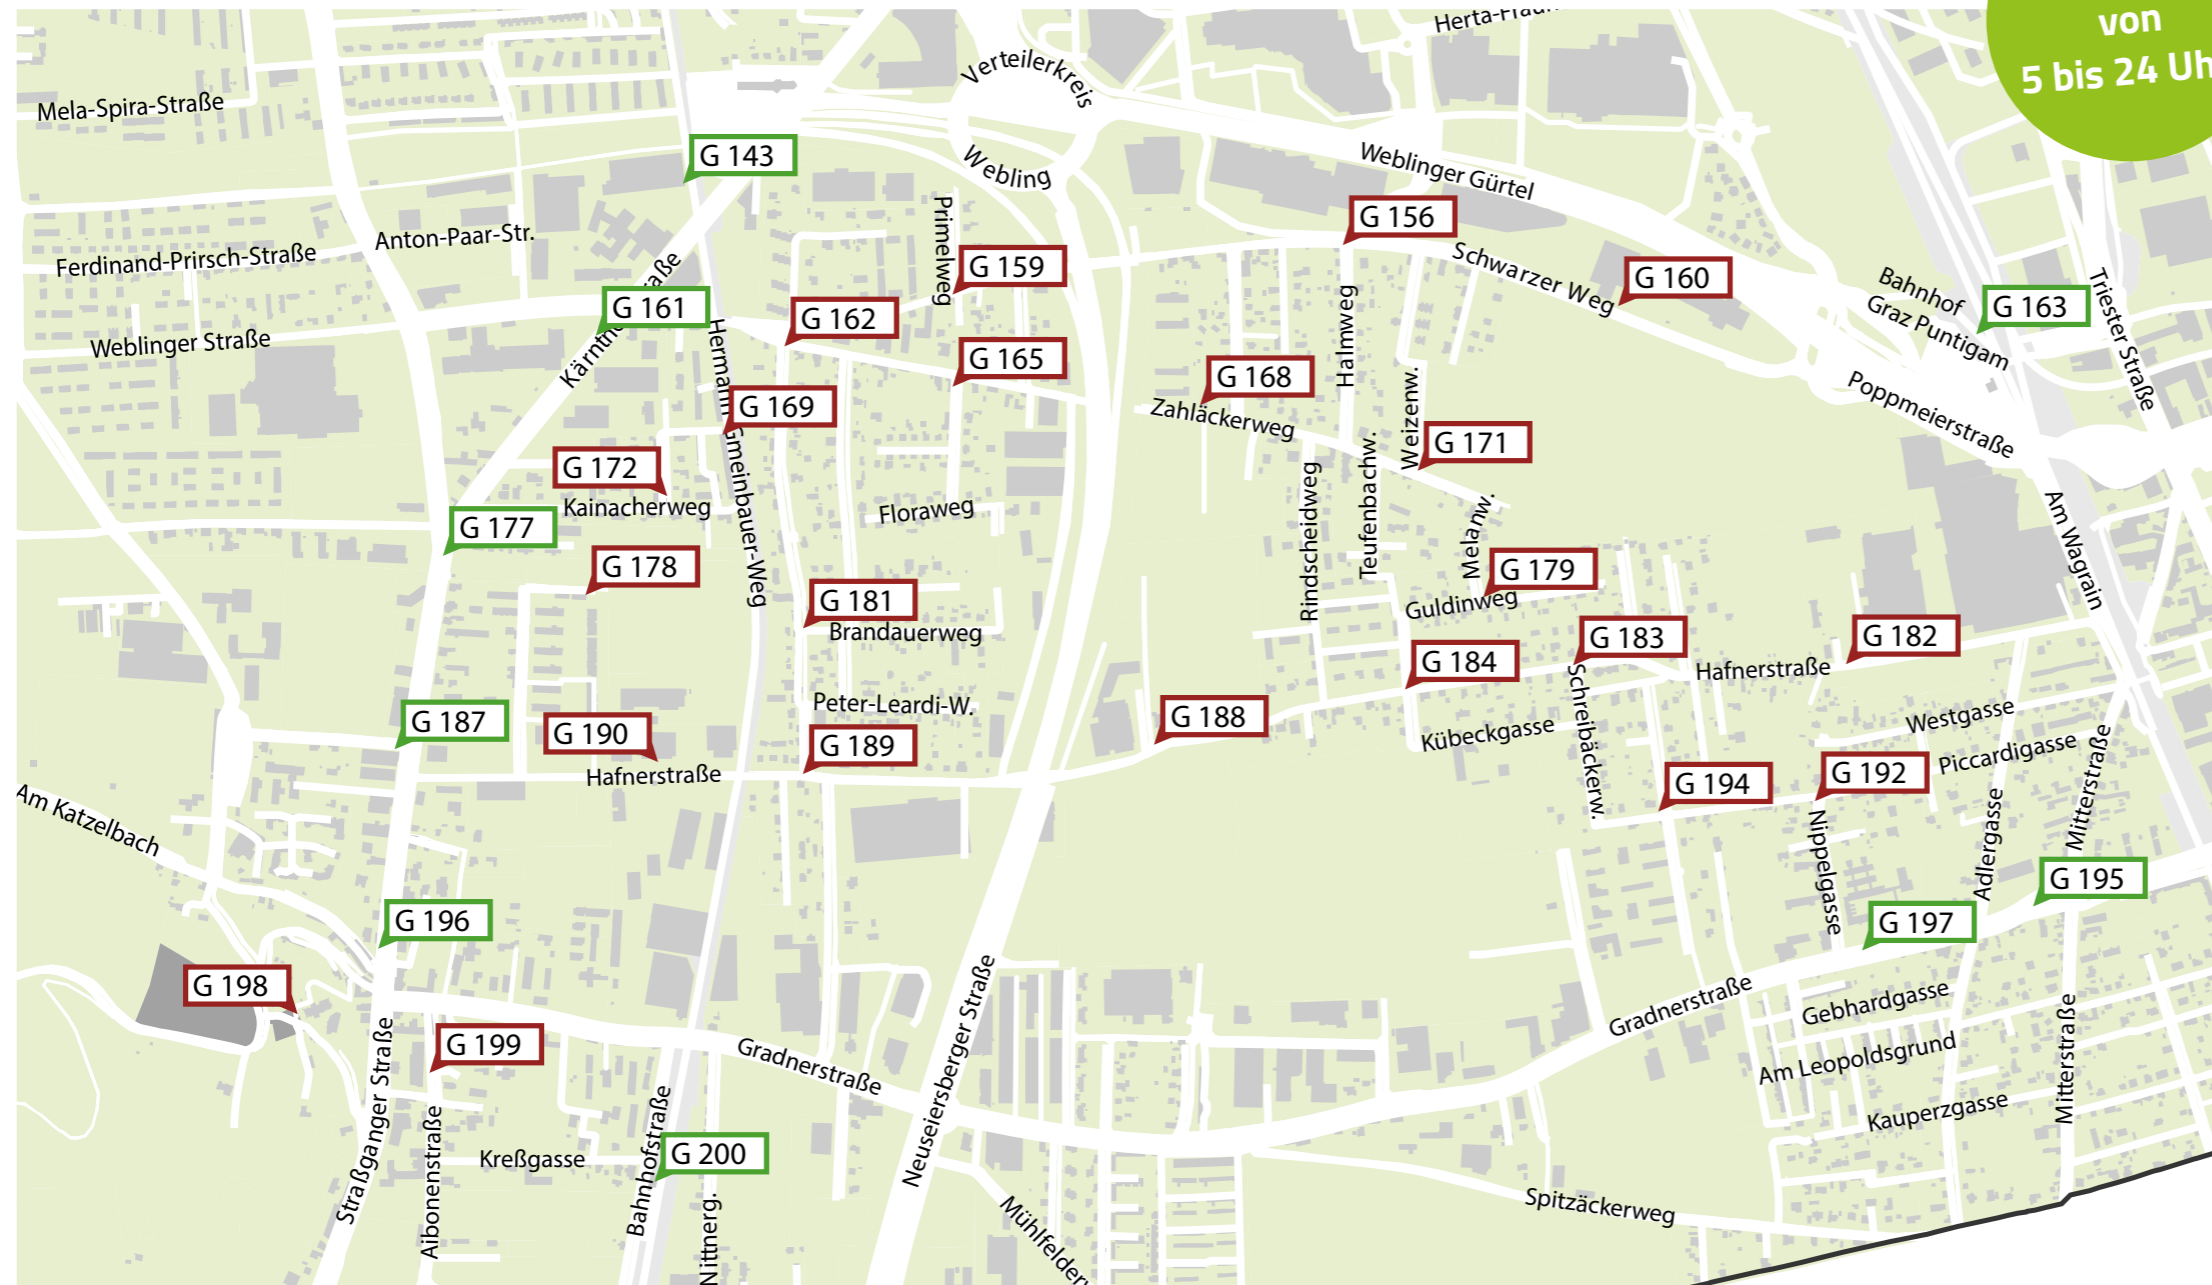 von
5 bis 24 Uh
Verteilerkreis
Mela-Spira-Straße
G 143
Webling
Weblinger Gürtel
Primelweg
G 156
Anton-Paar-Str.
Ferdinand-Prirsch-Straße
Schwarzer Weg
G 159
G 160
Bahnhof
Graz Puntigam
G 163
Triester Straße
G 161
G 162
Weblinger Straße
Halmweg
G 165
G 168
Poppmeierstraße
Hermann-Gmeinbauer-Weg
G 169
Zahläckerweg
Weizenw.
G 171
G 172
Kainacherweg
Floraweg
Teufenbachw.
Rindscheidweg
Melanw.
Am Wagrain
G 177
G 178
G 179
Guldinweg
G 181
Brandauerweg
G 184
G 183
G 182
Hafnerstraße
Schreibäckerw.
Peter-Leardi-W.
G 187
G 190
G 189
G 188
Kübeckgasse
Westgasse
Piccardigasse
Mitterstraße
Hafnerstraße
G 194
G 192
Nippelgasse
Adlergasse
Am Katzelbach
G 195
G 196
G 197
G 198
G 199
Gradnerstraße
Gradnerstraße
Neuseiersberger Straße
Gebhardgasse
Am Leopoldsgrund
Kauperzgasse
Mitterstraße
Straßganger Straße
Aibonenstraße
Kreßgasse
Bahnhofstraße
G 200
Nittnerg.
Spitzäckerweg